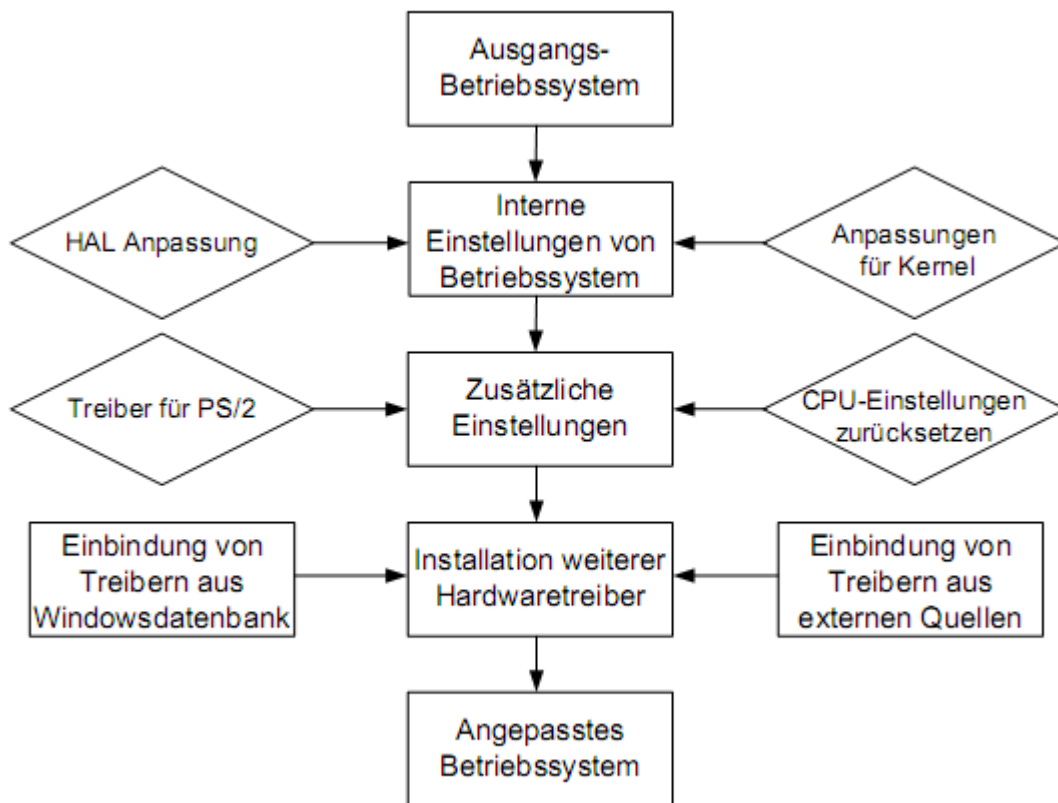 Ausgangs-
Betriebssystem
HAL Anpassung
Interne
Einstellungen von
Betriebssystem
Anpassungen
für Kernel
Treiber für PS/2
Zusätzliche
Einstellungen
CPU-Einstellungen
zurücksetzen
Einbindung von
Treibern aus
Windowsdatenbank
Installation weiterer
Hardwaretreiber
Einbindung von
Treibern aus
externen Quellen
Angepasstes
Betriebssystem